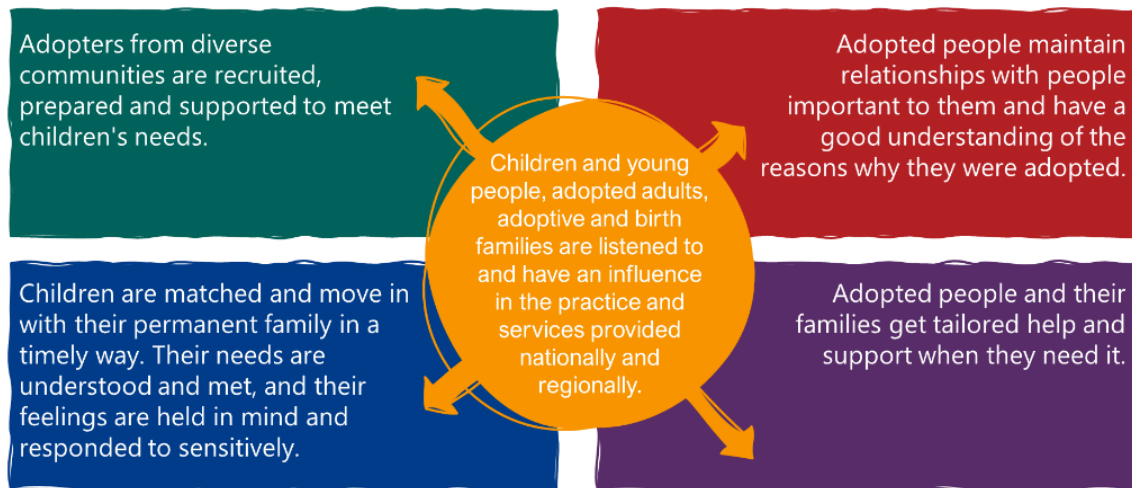 Adopters from diverse
communities are recruited,
prepared and supported to meet
children's needs.
Adopted people maintain
relationships with people
important to them and have a
good understanding of the
reasons why they were adopted.
Children and young
people, adopted adults,
adoptive and birth
families are listened to
and have an influence
in the practice and
services provided
nationally and
regionally.
Children are matched and move in
with their permanent family in a
timely way. Their needs are
understood and met, and their
feelings are held in mind and
responded to sensitively.
Adopted people and their
families get tailored help and
support when they need it.